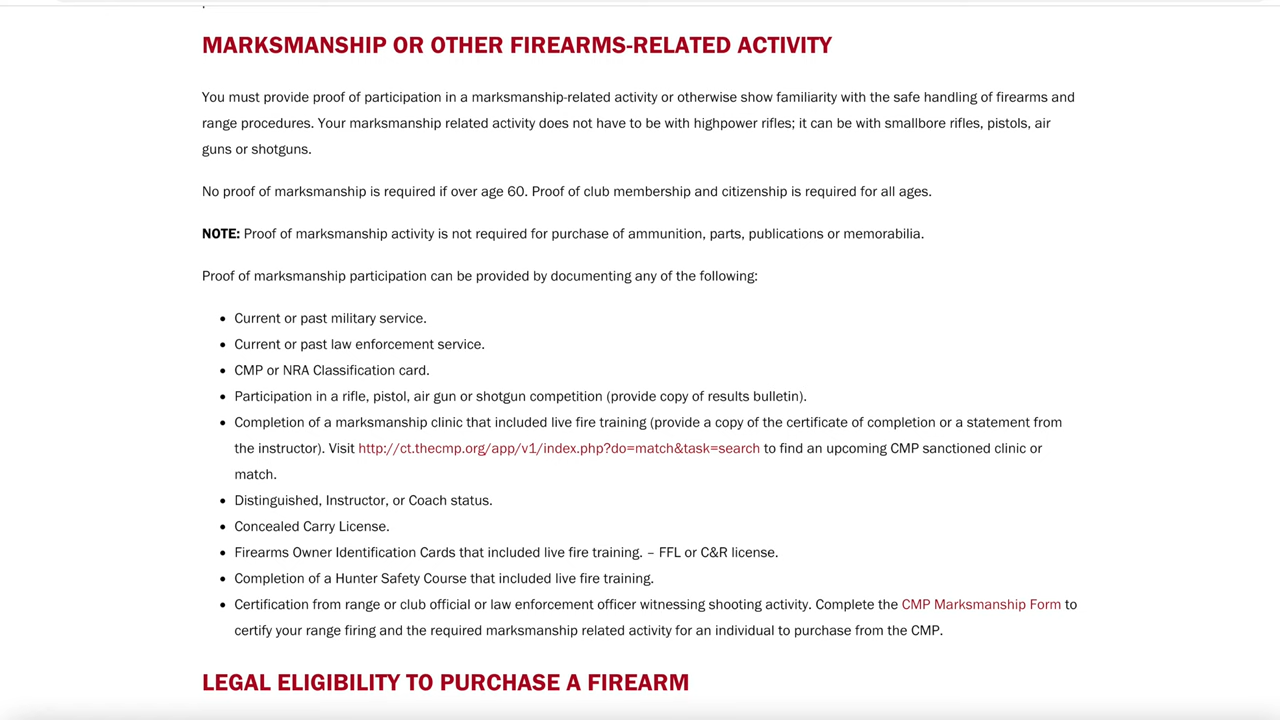 MARKSMANSHIP OR OTHER FIREARMS-RELATED ACTIVITY
You must provide proof of participation in a marksmanship-related activity or otherwise show familiarity with the safe handling of firearms and
range procedures. Your marksmanship related activity does not have to be with highpower rifles; it can be with smallbore rifles, pistols, air
guns or shotguns.
No proof of marksmanship is required if over age 60. Proof of club membership and citizenship is required for all ages.
NOTE: Proof of marksmanship activity is not required for purchase of ammunition, parts, publications or memorabilia.
Proof of marksmanship participation can be provided by documenting any of the following:
• Current or past military service.
• Current or past law enforcement service.
• CMP or NRA Classification card.
• Participation in a rifle, pistol, air gun or shotgun competition (provide copy of results bulletin).
• Completion of a marksmanship clinic that included live fire training (provide a copy of the certificate of completion or a statement from
the instructor). Visit http://ct.thecmp.org/app/v1/index.php?do=match&task=search to find an upcoming CMP sanctioned clinic or
match.
• Distinguished, Instructor, or Coach status.
• Concealed Carry License.
• Firearms Owner Identification Cards that included live fire training. – FFL or C&R license.
• Completion of a Hunter Safety Course that included live fire training.
• Certification from range or club official or law enforcement officer witnessing shooting activity. Complete the CMP Marksmanship Form to
certify your range firing and the required marksmanship related activity for an individual to purchase from the CMP.
LEGAL ELIGIBILITY TO PURCHASE A FIREARM